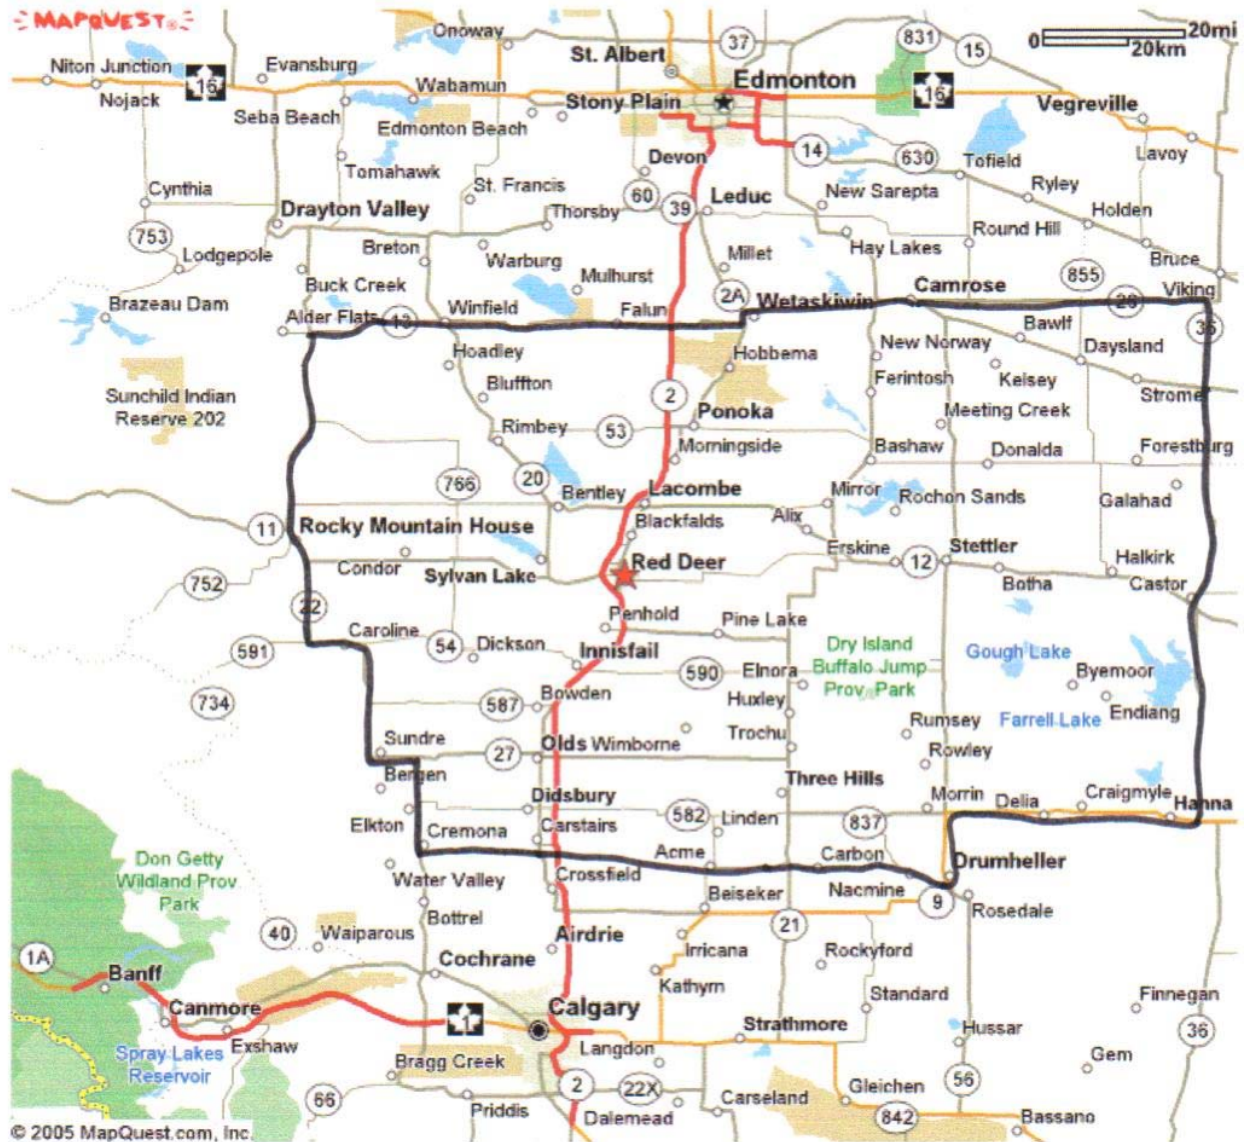 MAPQUEST®
Onoway
37
831
15
0
20mi
20km
St. Albert
Niton Junction
Evansburg
16
Nojack
Wabamun
Edmonton
Stony Plain
16
Vegreville
Seba Beach
Edmonton Beach
Lavoy
Devon
14
630
Tofield
Tomahawk
Cynthia
St. Francis
60
39
Leduc
New Sarepta
Ryley
Drayton Valley
Thorsby
Holden
753
Breton
Warburg
Hay Lakes
Round Hill
Lodgepole
Millet
855
Bruce
Buck Creek
Mulhurst
Brazeau Dam
2A
Wetaskiwin
Camrose
26
Viking
Alder Flats
13
Winfield
Falun
36
Bawlf
Hoadley
Hobbema
New Norway
Daysland
Bluffton
Ferintosh
Kelsey
Strome
Sunchild Indian
Reserve 202
2
Ponoka
Meeting Creek
Rimbey
53
Morningside
Bashaw
Donalda
Forestburg
766
20
Bentley
Lacombe
Mirror
Rochon Sands
Galahad
11
Rocky Mountain House
Blackfalds
Alix
Erskine
12
Stettler
Halkirk
Condor
Sylvan Lake
Red Deer
Botha
Castor
752
22
Penhold
Pine Lake
Caroline
591
54
Dickson
Innisfail
590
Elnora
Dry Island
Buffalo Jump
Prov. Park
Gough Lake
Byemoor
734
587
Bowden
Huxley
Farrell Lake
Endiang
Rumsey
Sundre
27
Olds
Wimborne
Trochu
Rowley
Bergen
Three Hills
Didsbury
Morrin
Delia
Craigmyle
Hanna
Elkton
582
Linden
837
Cremona
Carstairs
Don Getty
Wildland Prov
Park
Acme
Carbon
Drumheller
Water Valley
Crossfield
Beiseker
Nacmine
9
Rosedale
Bottrel
40
Waiparous
Airdrie
21
Irricana
Rockyford
1A
Banff
Cochrane
Kathyrn
Canmore
Calgary
Standard
Finnegan
1
Strathmore
36
Exshaw
Langdon
Hussar
Spray Lakes
Reservoir
Bragg Creek
Gem
2
22X
Gleichen
56
66
Priddis
Dalemead
Carseland
842
Bassano
© 2005 MapQuest.com, Inc.